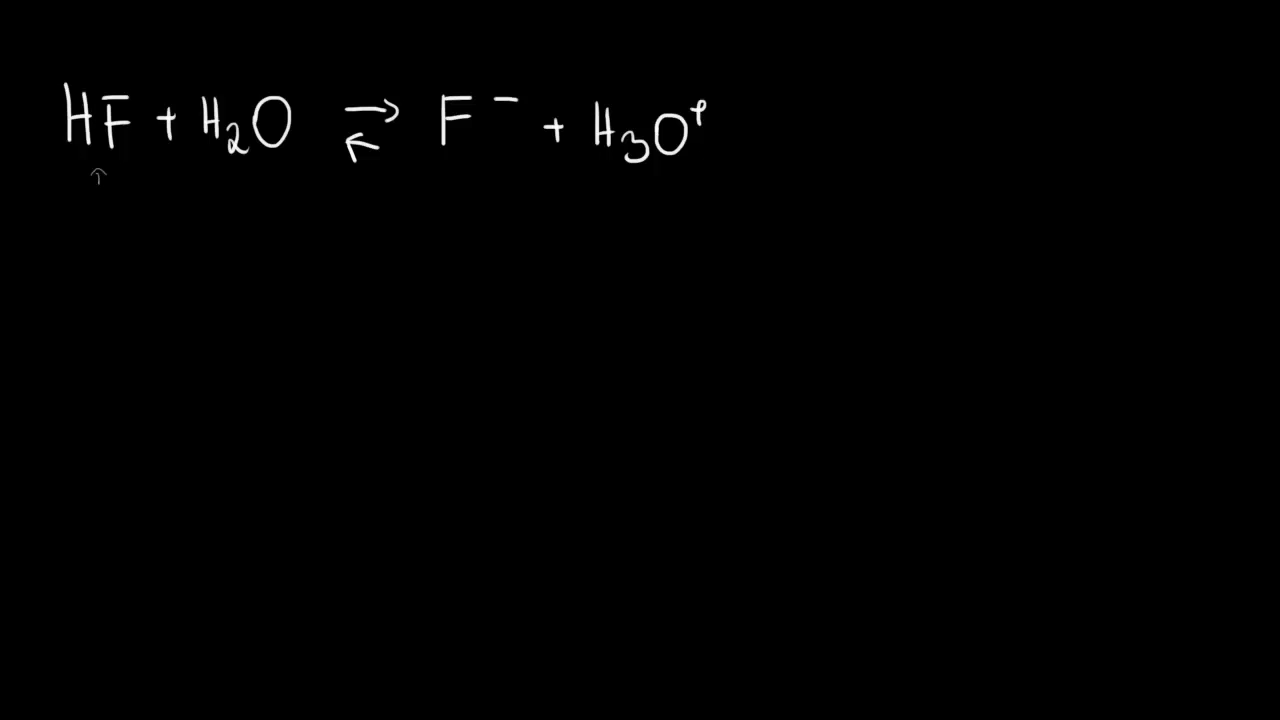 HF + H₂O ⇌ F⁻ + H₃O⁺